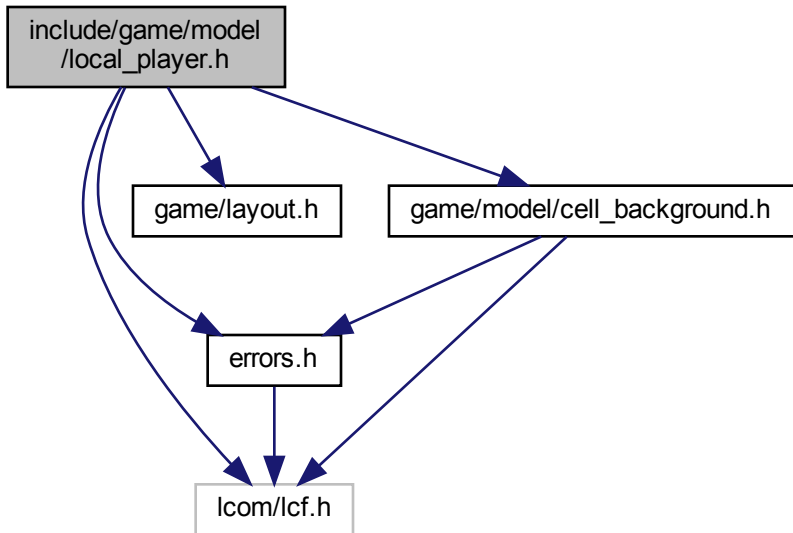 include/game/model
/local_player.h
game/layout.h
game/model/cell_background.h
errors.h
lcom/lcf.h